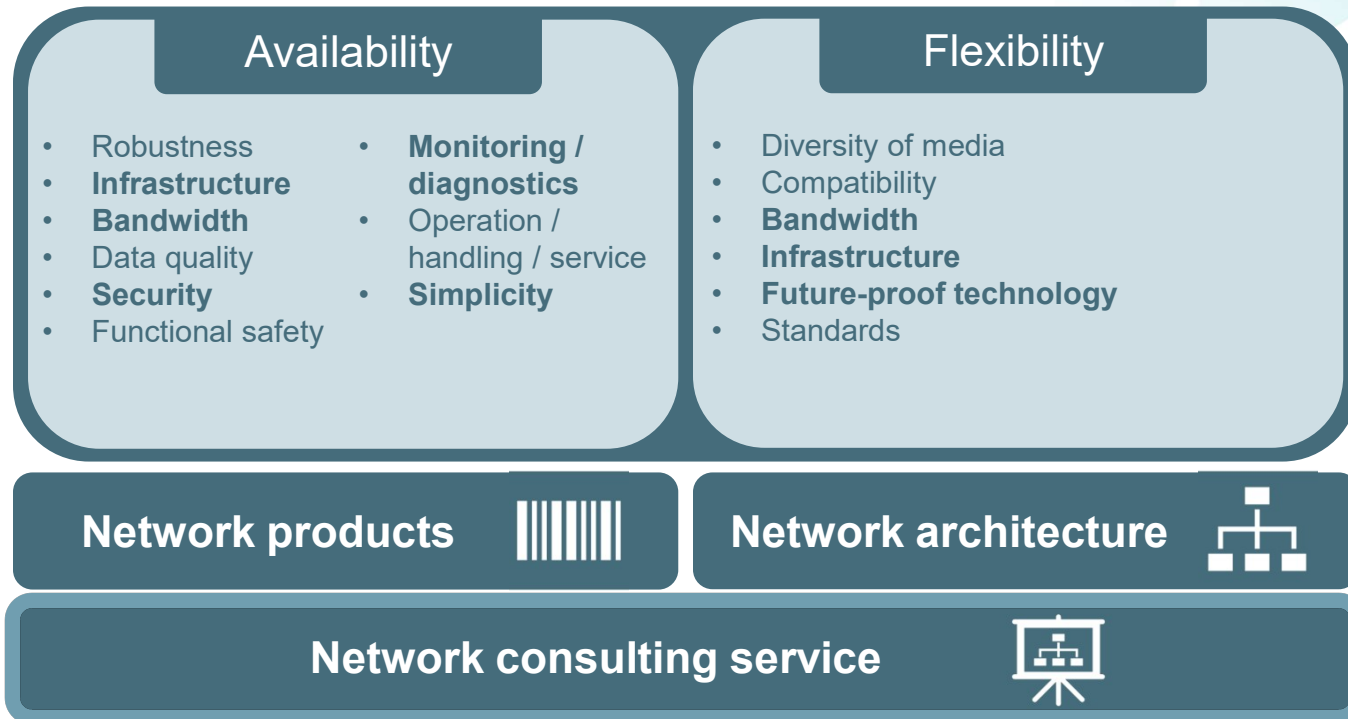 Availability
• Robustness
• Infrastructure
• Bandwidth
• Data quality
• Security
• Functional safety
• Monitoring /
diagnostics
• Operation /
handling / service
• Simplicity
Flexibility
• Diversity of media
• Compatibility
• Bandwidth
• Infrastructure
• Future-proof technology
• Standards
Network products
Network architecture
Network consulting service